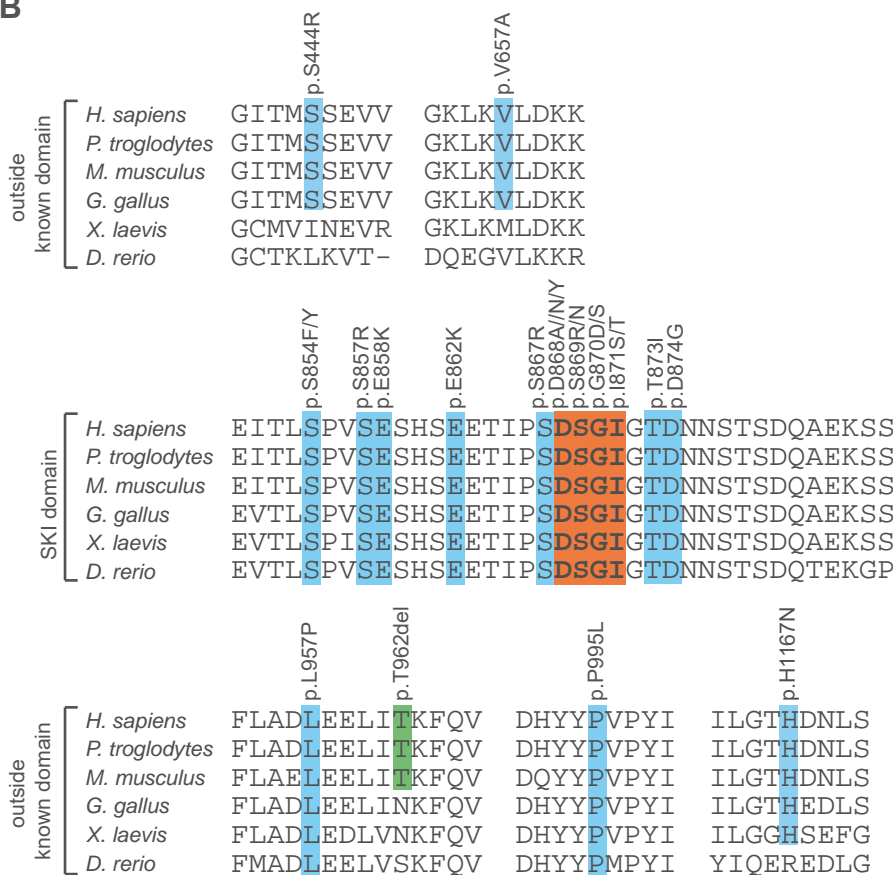 B
p.S444R p.V657A
outside known domain
H. sapiens GITMSSEVV GKLKVLDKK
P. troglodytes GITMSSEVV GKLKVLDKK
M. musculus GITMSSEVV GKLKVLDKK
G. gallus GITMSSEVV GKLKVLDKK
X. laevis GCMVINEVR GKLKMLDKK
D. rerio GCTKLKVT- DQEGVLKKR
p.S854F/Y p.S857R p.E858K p.E862K p.S867R p.D868A//N/Y p.S869R/N p.G870D/S p.I871S/T p.T873I p.D874G
SKI domain
H. sapiens EITLSPVSESHSEETIPSDSGIGTDNNSTSDQAEKSS
P. troglodytes EITLSPVSESHSEETIPSDSGIGTDNNSTSDQAEKSS
M. musculus EITLSPVSESHSEETIPSDSGIGTDNNSTSDQAEKSS
G. gallus EVTLSPVSESHSEETIPSDSGIGTDNNSTSDQAEKSS
X. laevis EVTLSPISESHSEETIPSDSGIGTDNNSTSDQAEKSS
D. rerio EVTLSPVSESHSEETIPSDSGIGTDNNSTSDQTEKGP
p.L957P p.T962del p.P995L p.H1167N
outside known domain
H. sapiens FLADLEELITKFQV DHYYPVPYI ILGTHDNLS
P. troglodytes FLADLEELITKFQV DHYYPVPYI ILGTHDNLS
M. musculus FLAELEELITKFQV DQYYPVPYI ILGTHDNLS
G. gallus FLADLEELINKFQV DHYYPVPYI ILGTHEDLS
X. laevis FLADLEDLVNKFQV DHYYPVPYI ILGGHSEFG
D. rerio FMADLEELVSKFQV DHYYPMPYI YIQEREDLG